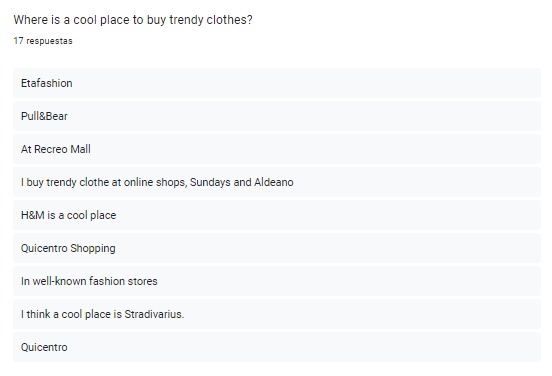 Where is a cool place to buy trendy clothes?
17 respuestas
Etafashion
Pull&Bear
At Recreo Mall
I buy trendy clothe at online shops, Sundays and Aldeano
H&M is a cool place
Quicentro Shopping
In well-known fashion stores
I think a cool place is Stradivarius.
Quicentro